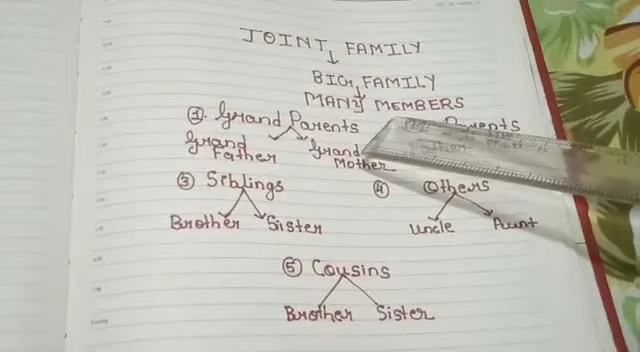 JOINT FAMILY
BIG FAMILY
MANY MEMBERS
① Grand Parents
Parents
Grand Father
Grand Mother
③ Siblings
④ Others
Brother Sister
Uncle Aunt
⑤ Cousins
Brother Sister